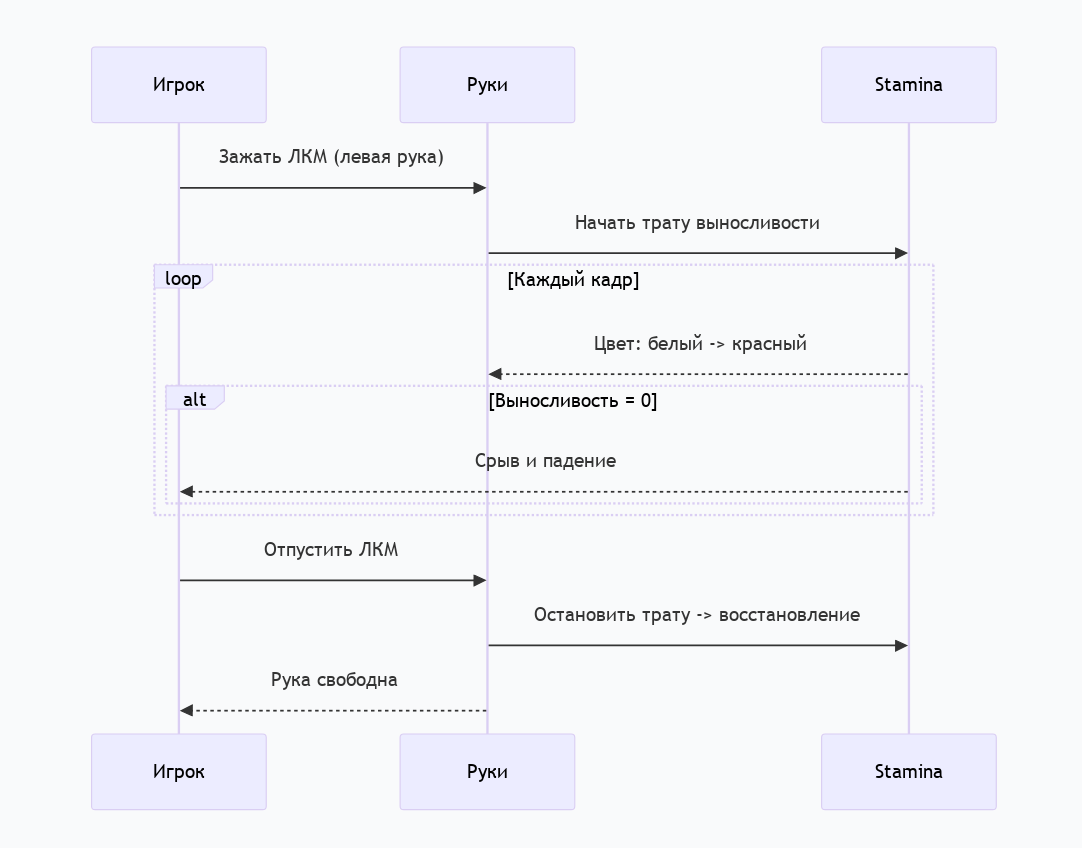 Игрок
Руки
Stamina
Зажать ЛКМ (левая рука)
Начать трату выносливости
loop
[Каждый кадр]
Цвет: белый -> красный
alt
[Выносливость = 0]
Срыв и падение
Отпустить ЛКМ
Остановить трату -> восстановление
Рука свободна
Игрок
Руки
Stamina